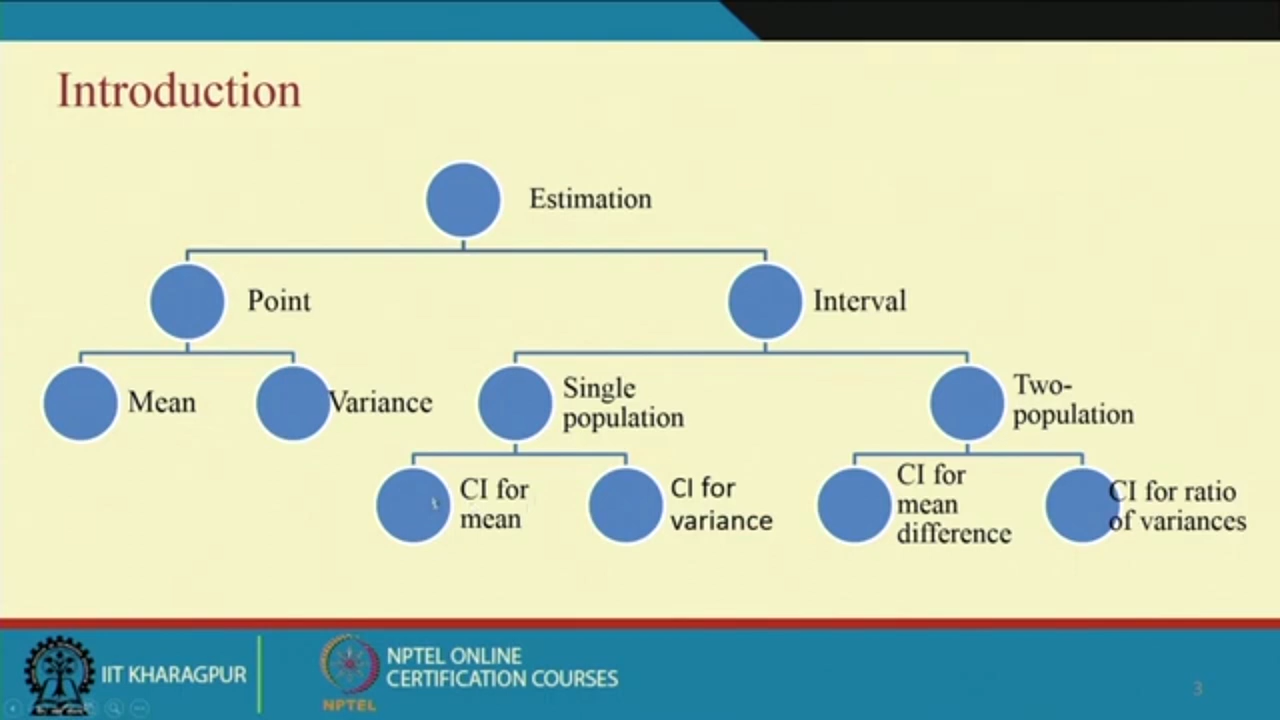 Introduction
Estimation
Point
Interval
Mean
Variance
Single
population
Two-
population
CI for
mean
CI for
variance
CI for
mean
difference
CI for ratio
of variances
IIT KHARAGPUR
NPTEL
NPTEL ONLINE
CERTIFICATION COURSES
3